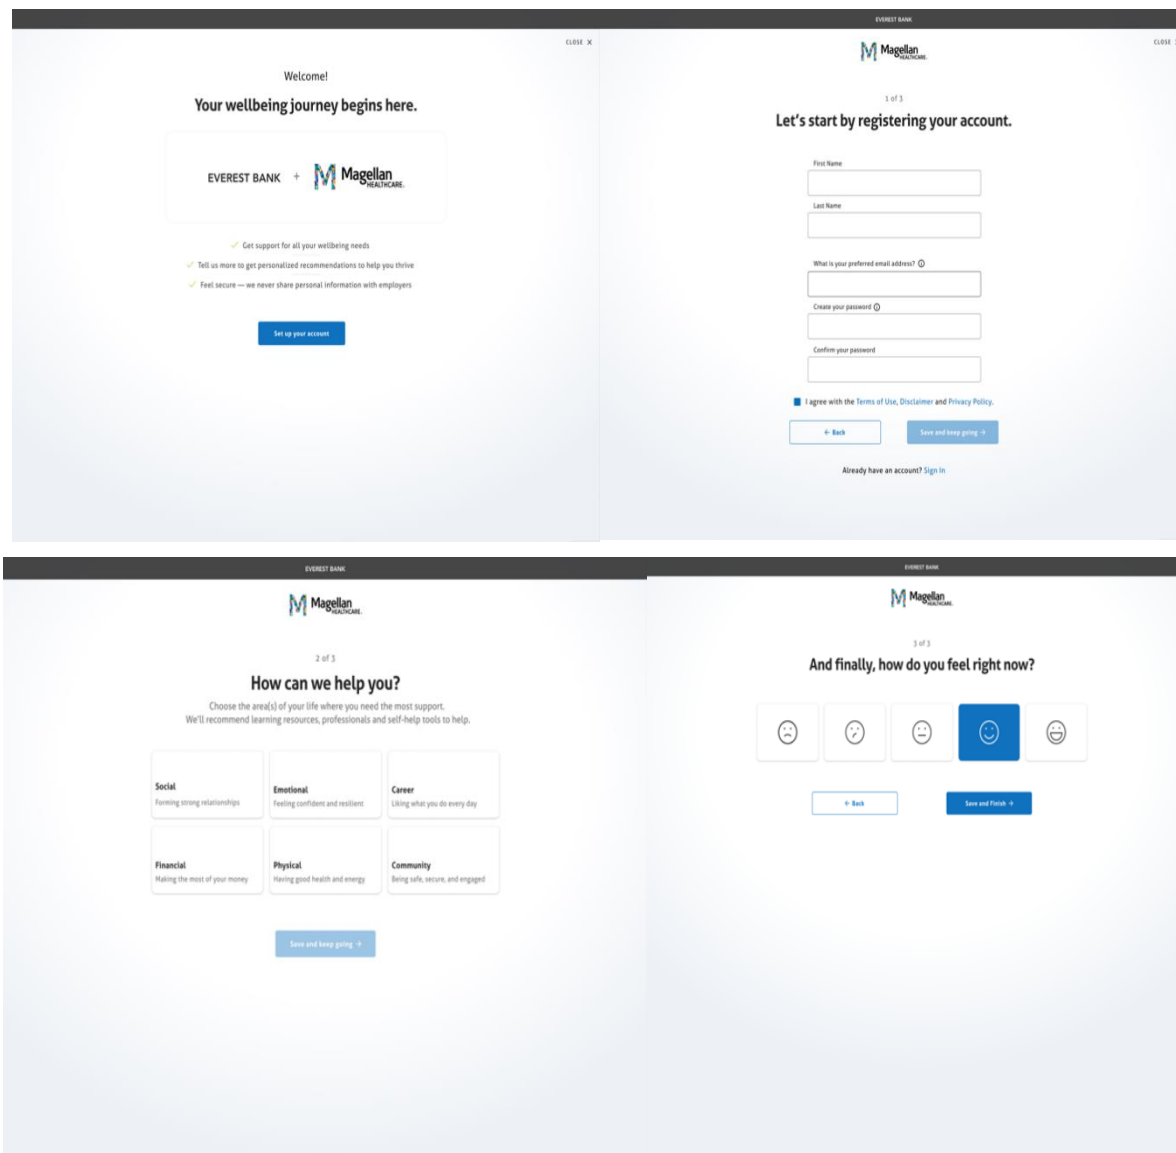 CLOSE X
Welcome!
Your wellbeing journey begins here.
EVEREST BANK + Magellan
HEALTHCARE.
Get support for all your wellbeing needs
Tell us more to get personalized recommendations to help you thrive
Feel secure — we never share personal information with employers
Set up your account
EVEREST BANK
CLOSE
Magellan
HEALTHCARE.
1 of 3
Let's start by registering your account.
First Name
Last Name
What is your preferred email address?
Create your password
Confirm your password
I agree with the Terms of Use, Disclaimer and Privacy Policy.
← Back
Save and keep going →
Already have an account? Sign In
EVEREST BANK
Magellan
HEALTHCARE.
2 of 3
How can we help you?
Choose the area(s) of your life where you need the most support.
We'll recommend learning resources, professionals and self-help tools to help.
Social
Forming strong relationships
Emotional
Feeling confident and resilient
Career
Liking what you do every day
Financial
Making the most of your money
Physical
Having good health and energy
Community
Being safe, secure, and engaged
Save and keep going →
EVEREST BANK
Magellan
HEALTHCARE.
3 of 3
And finally, how do you feel right now?
← Back
Save and Finish →